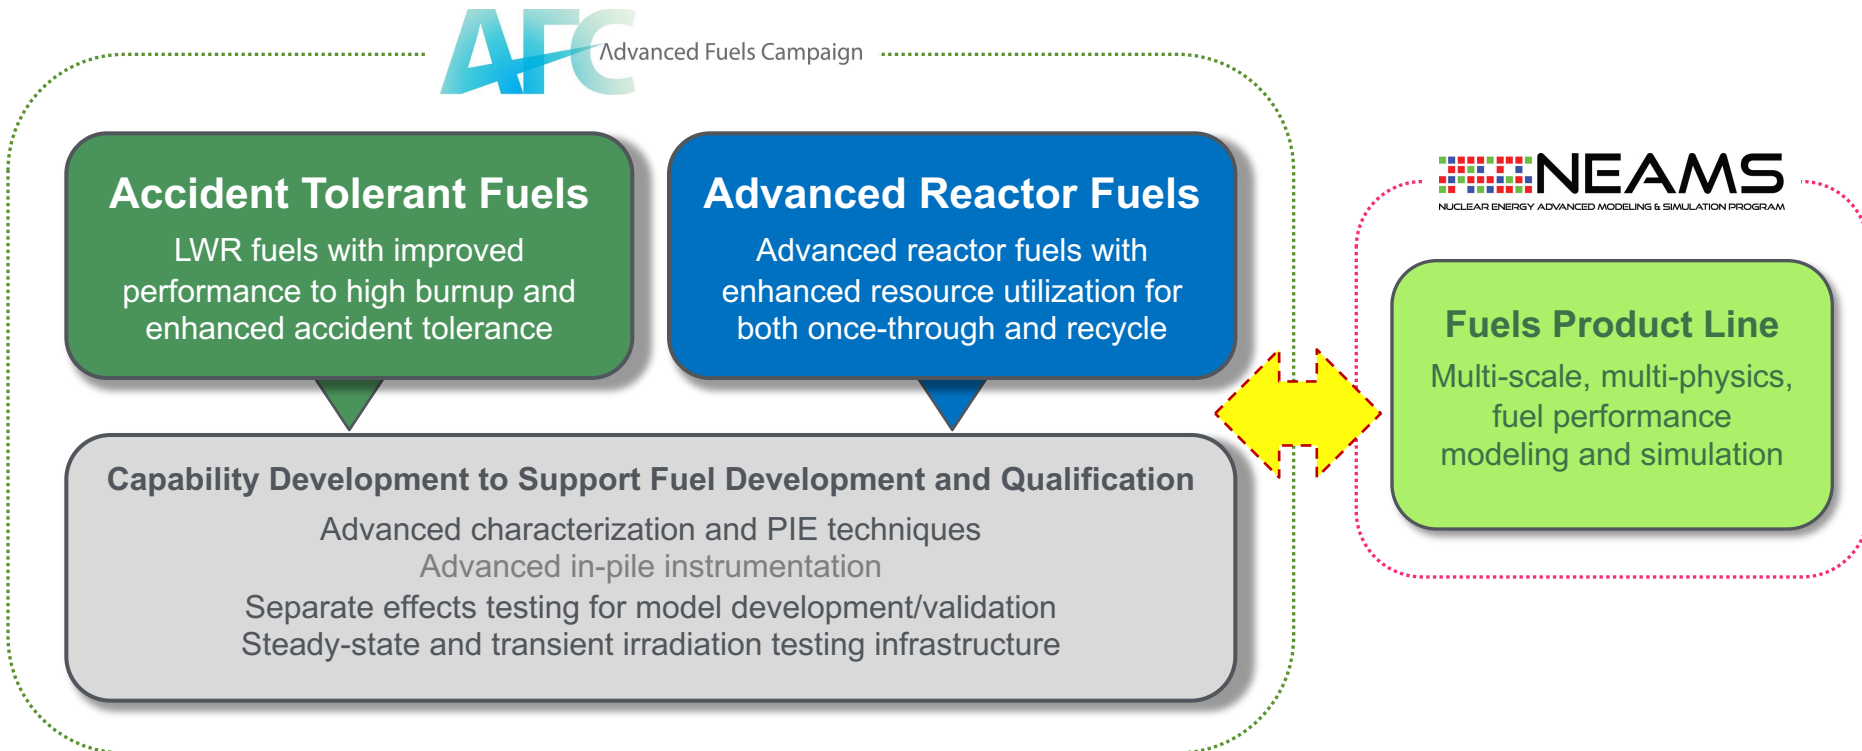 AFC
Advanced Fuels Campaign
Accident Tolerant Fuels
LWR fuels with improved
performance to high burnup and
enhanced accident tolerance
Advanced Reactor Fuels
Advanced reactor fuels with
enhanced resource utilization for
both once-through and recycle
Capability Development to Support Fuel Development and Qualification
Advanced characterization and PIE techniques
Advanced in-pile instrumentation
Separate effects testing for model development/validation
Steady-state and transient irradiation testing infrastructure
NEAMS
NUCLEAR ENERGY ADVANCED MODELING & SIMULATION PROGRAM
Fuels Product Line
Multi-scale, multi-physics,
fuel performance
modeling and simulation